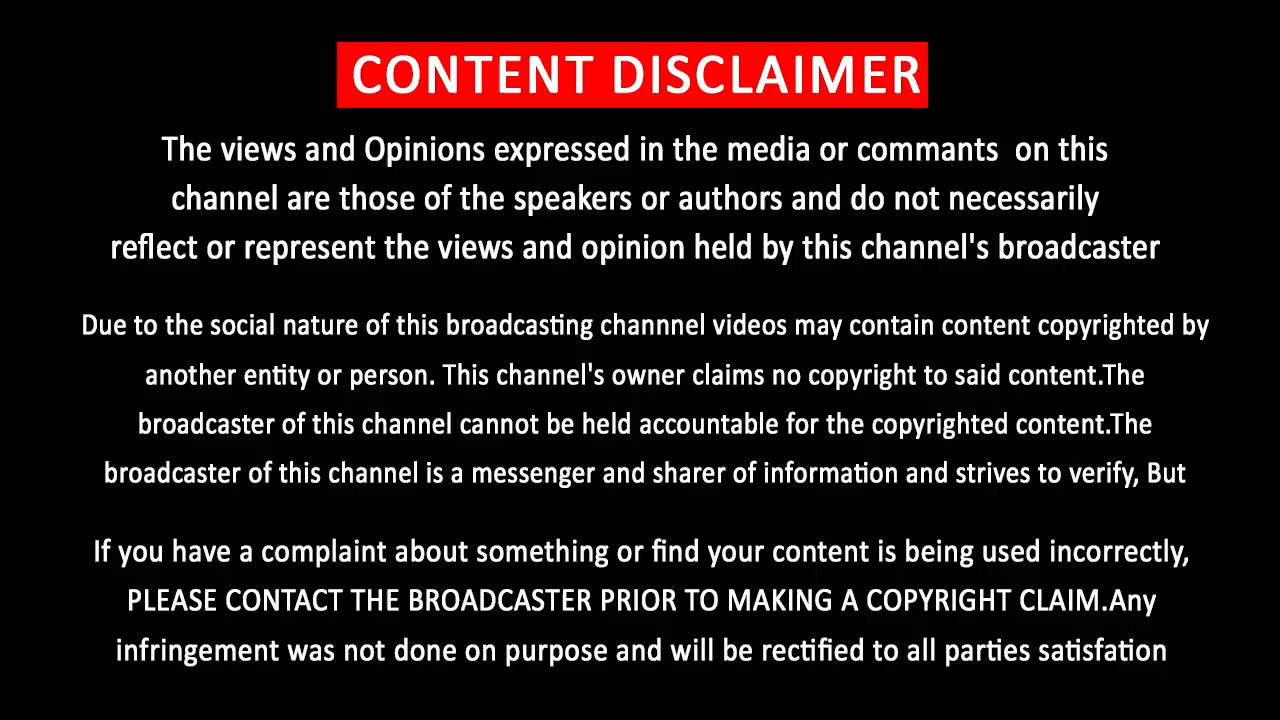 CONTENT DISCLAIMER
The views and Opinions expressed in the media or commants on this
channel are those of the speakers or authors and do not necessarily
reflect or represent the views and opinion held by this channel's broadcaster
Due to the social nature of this broadcasting channnel videos may contain content copyrighted by
another entity or person. This channel's owner claims no copyright to said content.The
broadcaster of this channel cannot be held accountable for the copyrighted content.The
broadcaster of this channel is a messenger and sharer of information and strives to verify, But
If you have a complaint about something or find your content is being used incorrectly,
PLEASE CONTACT THE BROADCASTER PRIOR TO MAKING A COPYRIGHT CLAIM.Any
infringement was not done on purpose and will be rectified to all parties satisfation